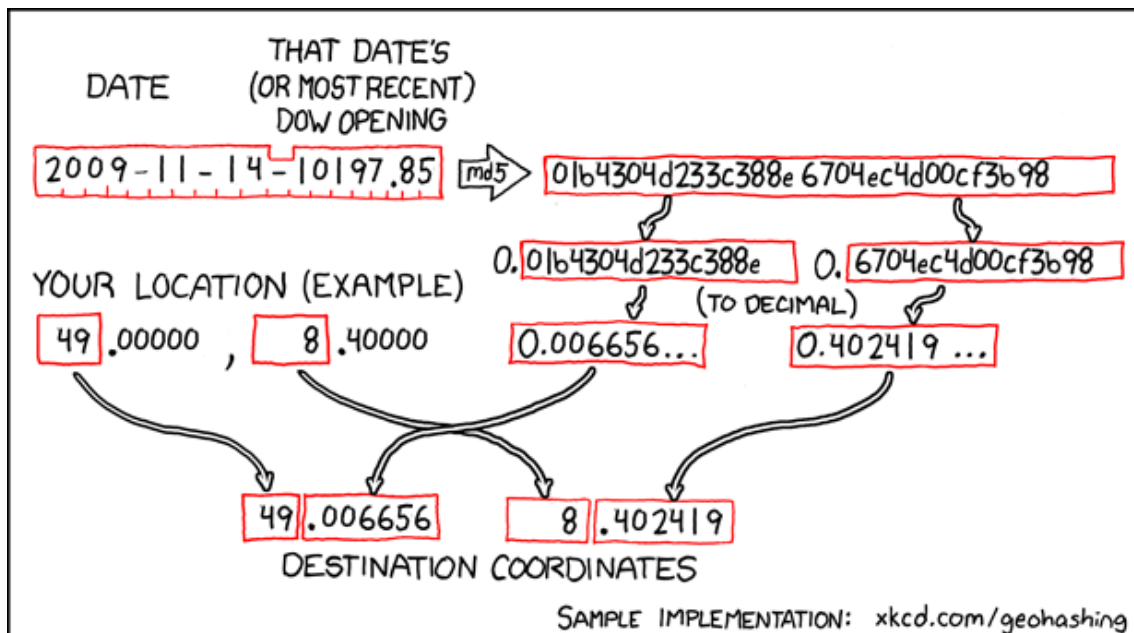 DATE
THAT DATE'S
(OR MOST RECENT)
DOW OPENING
2009-11-14-10197.85
md5
01b4304d233c388e6704ec4d00cf3b98
0.01b4304d233c388e
0.6704ec4d00cf3b98
(TO DECIMAL)
0.006656...
0.402419 ...
YOUR LOCATION (EXAMPLE)
49.00000 , 8.40000
49.006656 8.402419
DESTINATION COORDINATES
SAMPLE IMPLEMENTATION: xkcd.com/geohashing